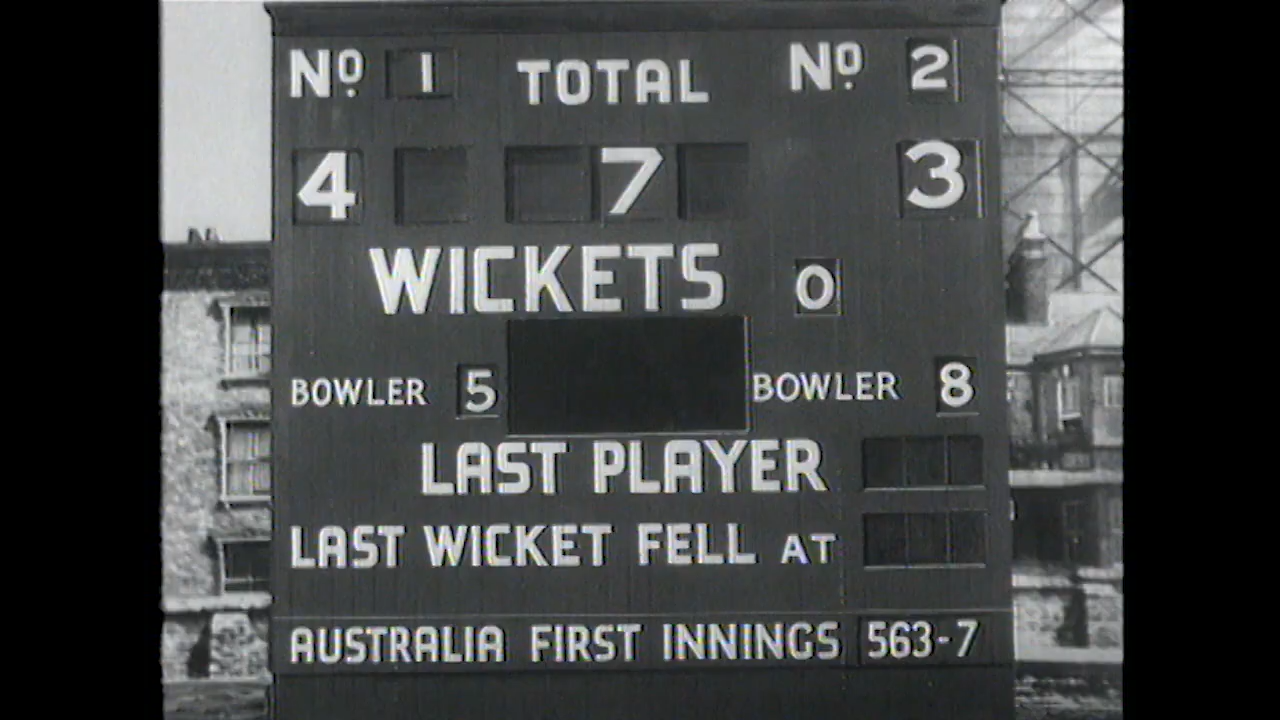 Nº 1 TOTAL Nº 2
4 7 3
WICKETS 0
BOWLER 5 BOWLER 8
LAST PLAYER
LAST WICKET FELL AT
AUSTRALIA FIRST INNINGS 563-7